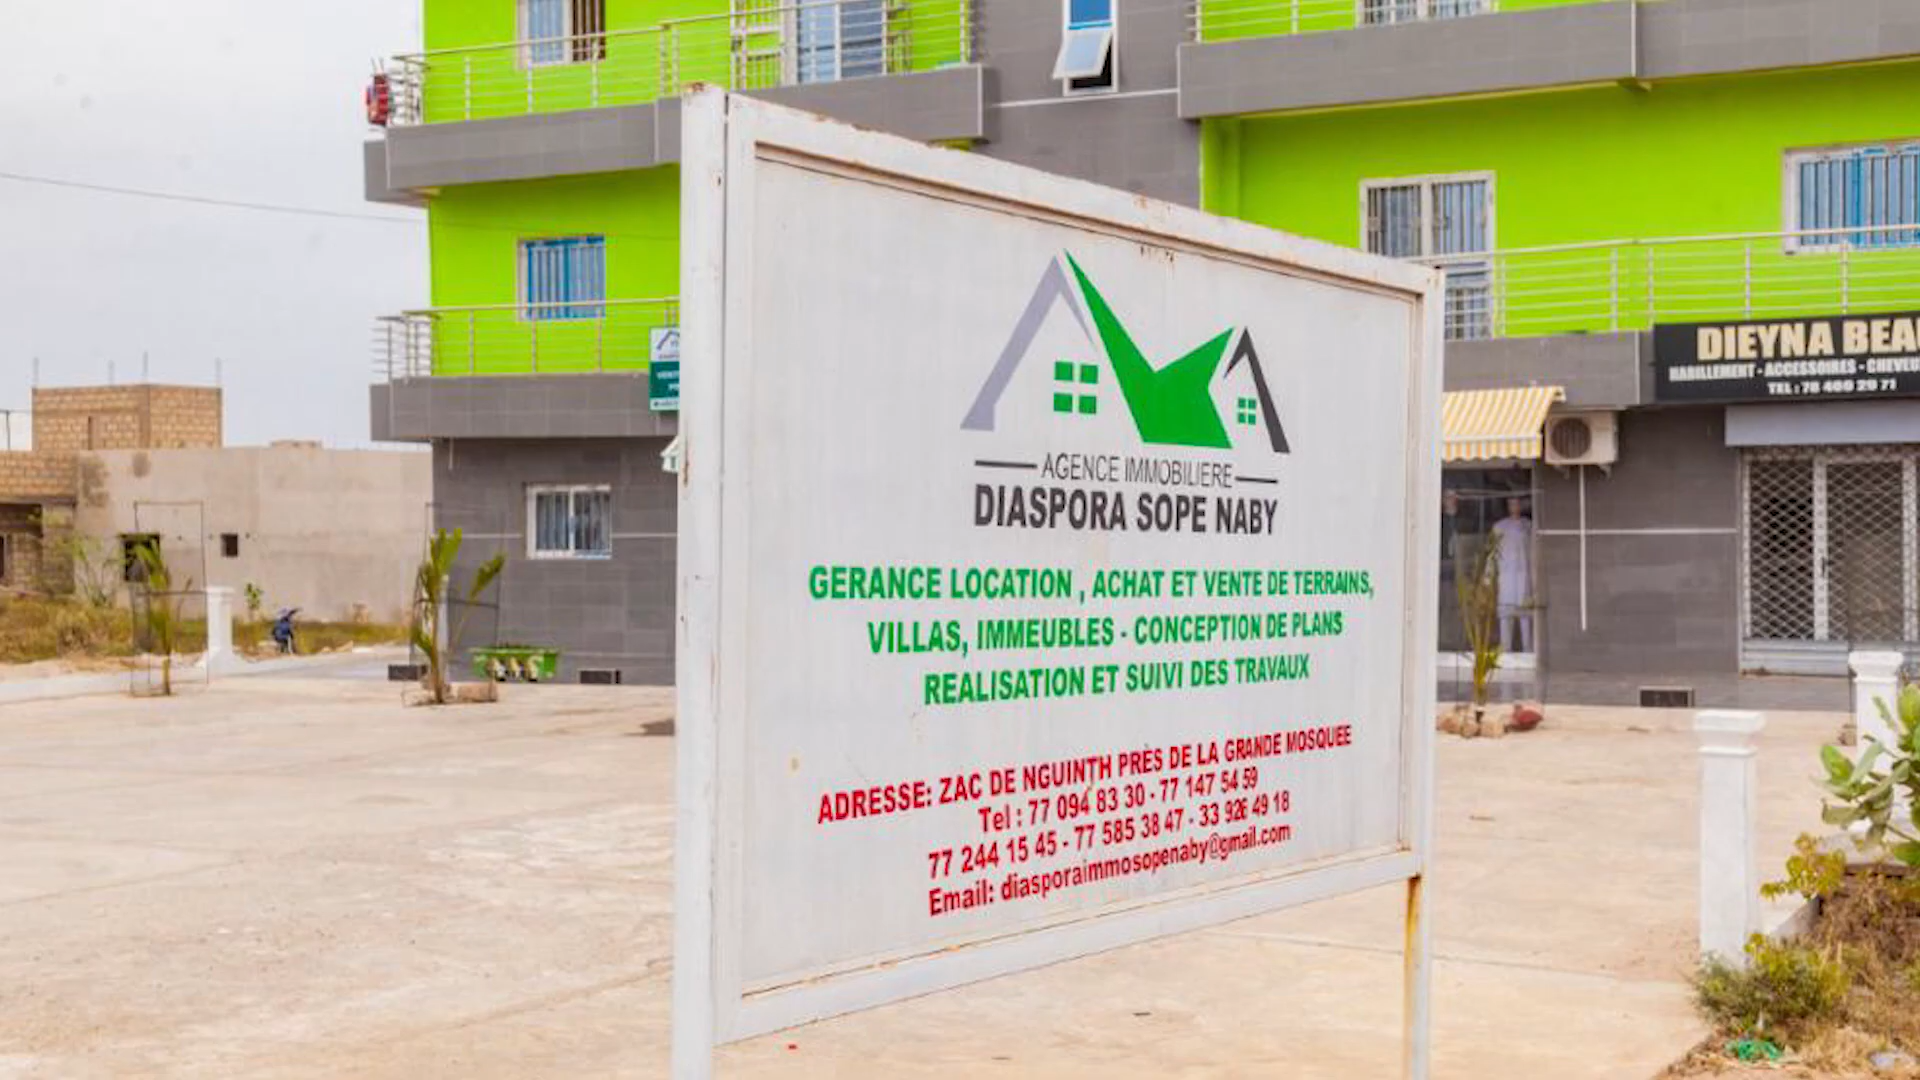 AGENCE IMMOBILIERE
DIASPORA SOPE NABY
GERANCE LOCATION , ACHAT ET VENTE DE TERRAINS,
VILLAS, IMMEUBLES - CONCEPTION DE PLANS
REALISATION ET SUIVI DES TRAVAUX
ADRESSE: ZAC DE NGUINTH PRÈS DE LA GRANDE MOSQUEE
Tel : 77 094 83 30 - 77 147 54 59
77 244 15 45 - 77 585 38 47 - 33 926 49 18
Email: diasporaimmosopenaby@gmail.com
DIEYNA BEA
HABILLEMENT - ACCESSOIRES - CHEVEU
TEL : 78 460 29 71